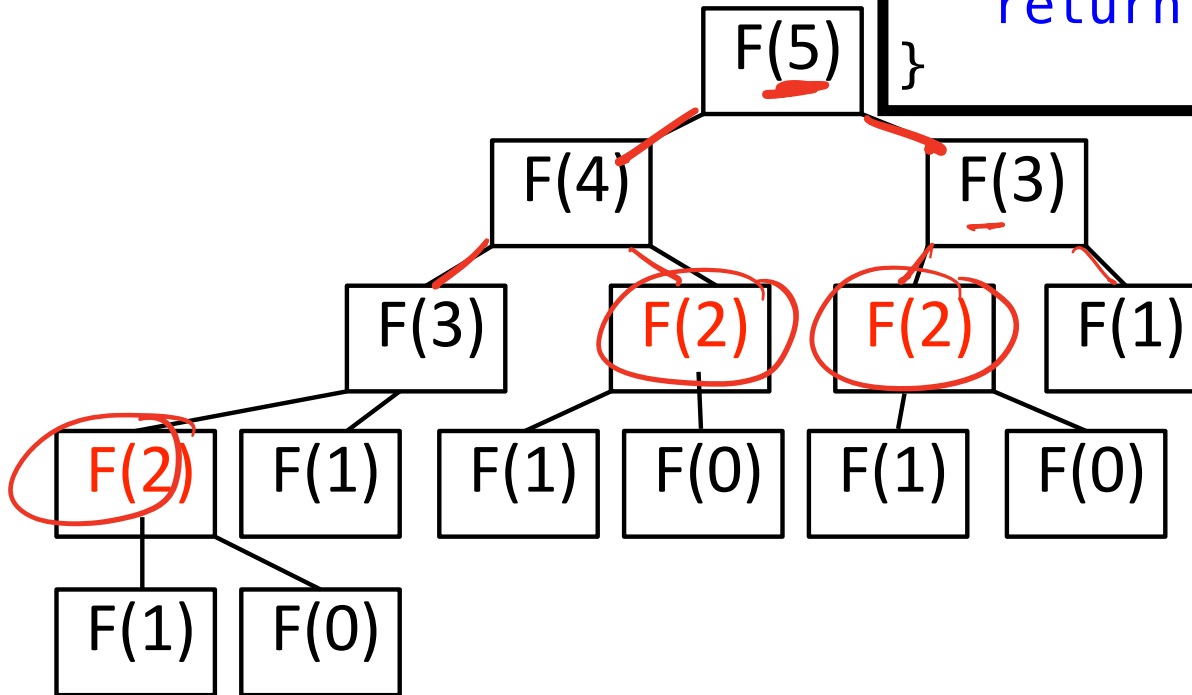 return
}
F(5)
F(4) F(3)
F(3) F(2) F(2) F(1)
F(2) F(1) F(1) F(0) F(1) F(0)
F(1) F(0)